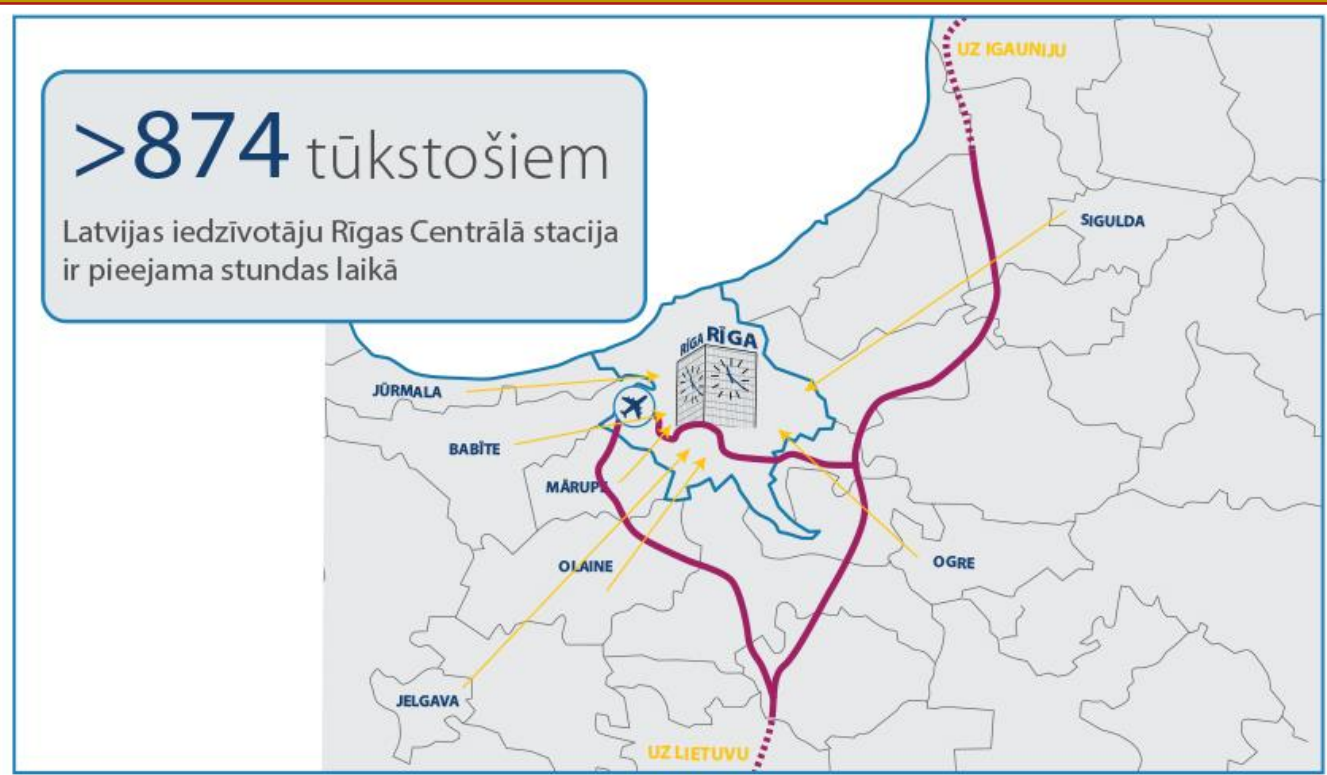 >874 tūkstošiem
Latvijas iedzīvotāju Rīgas Centrālā stacija
ir pieejama stundas laikā
UZ IGAUNIJU
SIGULDA
RĪGA RĪGA
JŪRMALA
BABĪTE
MĀRUPE
OLAINE
OGRE
JELGAVA
UZ LIETUVU